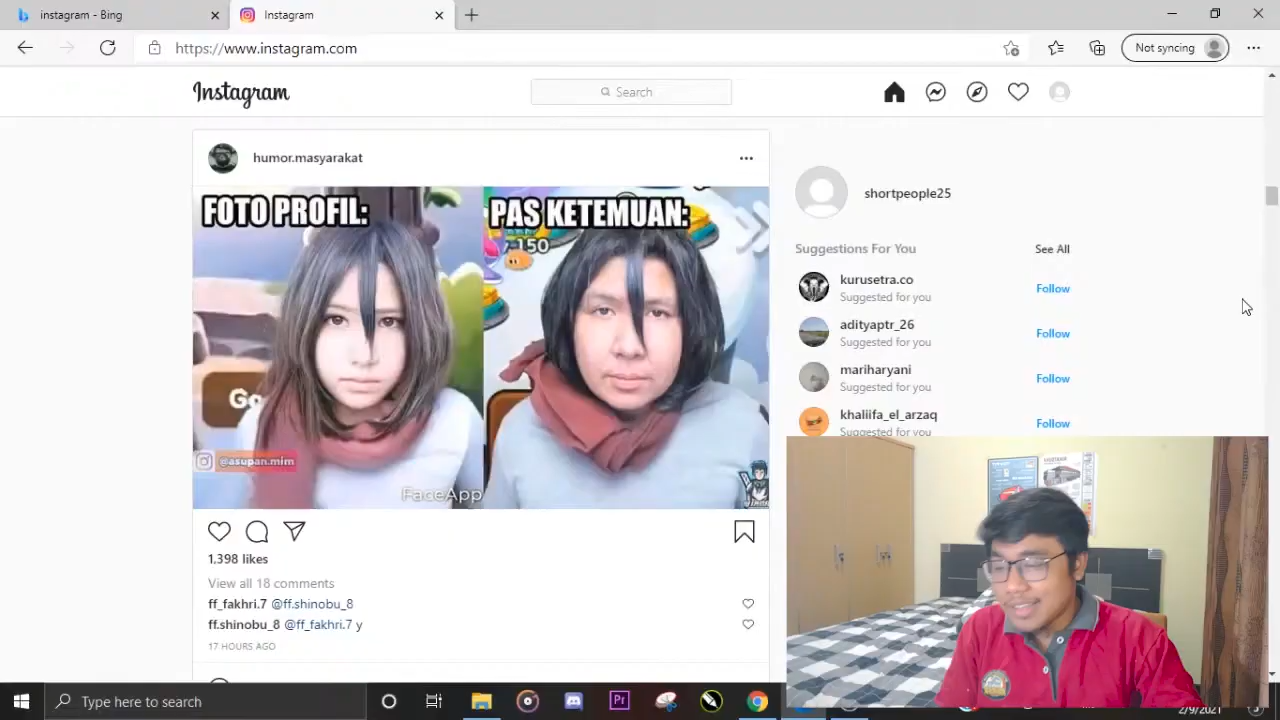 instagram - Bing
Instagram
https://www.instagram.com
Not syncing
Instagram
Search
humor.masyarakat
FOTO PROFIL:
PAS KETEMUAN:
-150
Go
@asupan.mim
FaceApp
1,398 likes
View all 18 comments
ff_fakhri.7 @ff.shinobu_8
ff.shinobu_8 @ff_fakhri.7 y
17 HOURS AGO
shortpeople25
Suggestions For You
See All
kurusetra.co
Suggested for you
Follow
adityaptr_26
Suggested for you
Follow
mariharyani
Suggested for you
Follow
khaliifa_el_arzaq
Suggested for you
Follow
Type here to search
Pr
2/9/2021